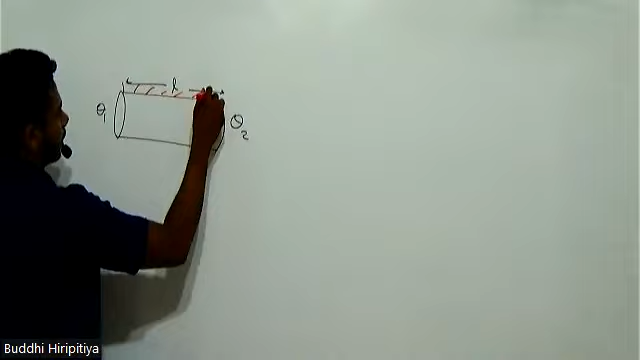 l
θ₁
θ₂
Buddhi Hiripitiya